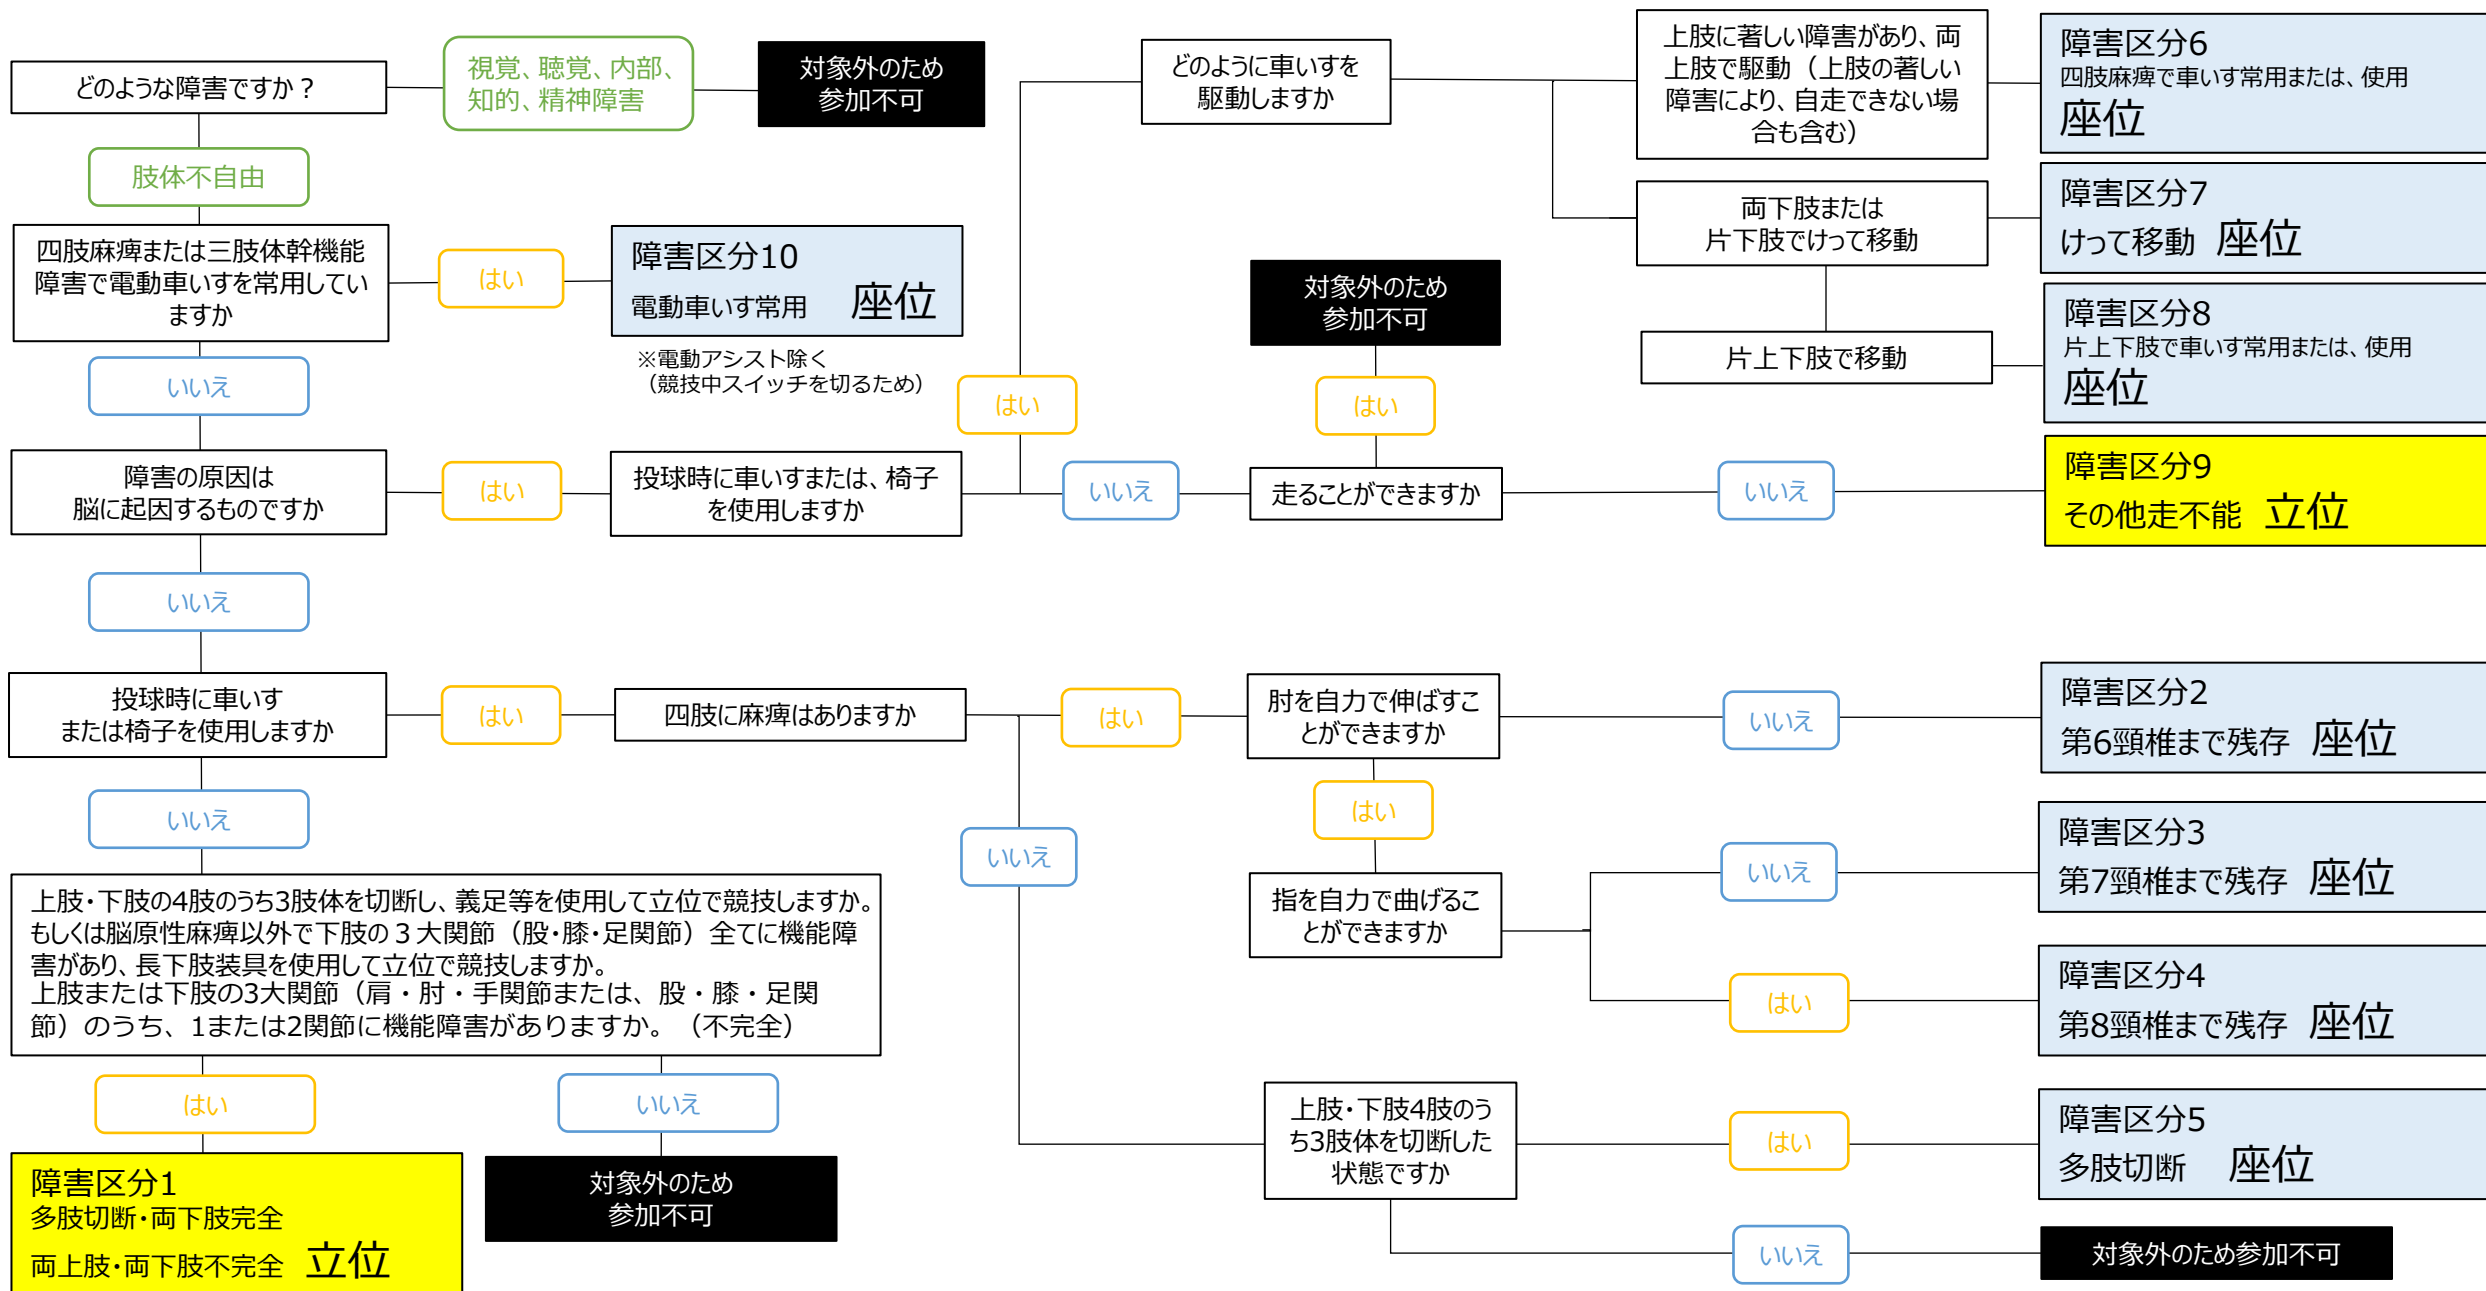 どのような障害ですか？
視覚、聴覚、内部、
知的、精神障害
対象外のため
参加不可
肢体不自由
四肢麻痺または三肢体幹機能
障害で電動車いすを常用してい
ますか
はい
障害区分10
電動車いす常用 座位
※電動アシスト除く
（競技中スイッチを切るため）
いいえ
障害の原因は
脳に起因するものですか
はい
投球時に車いすまたは、椅子
を使用しますか
はい
どのように車いすを
駆動しますか
上肢に著しい障害があり、両
上肢で駆動（上肢の著しい
障害により、自走できない場
合も含む）
障害区分6
四肢麻痺で車いす常用または、使用
座位
両下肢または
片下肢でけって移動
障害区分7
けって移動 座位
片上下肢で移動
障害区分8
片上下肢で車いす常用または、使用
座位
いいえ
走ることができますか
はい
対象外のため
参加不可
いいえ
障害区分9
その他走不能 立位
いいえ
投球時に車いす
または椅子を使用しますか
はい
四肢に麻痺はありますか
はい
肘を自力で伸ばすこ
とができますか
いいえ
障害区分2
第6頸椎まで残存 座位
はい
指を自力で曲げるこ
とができますか
いいえ
障害区分3
第7頸椎まで残存 座位
はい
障害区分4
第8頸椎まで残存 座位
いいえ
上肢・下肢4肢のう
ち3肢体を切断した
状態ですか
はい
障害区分5
多肢切断 座位
いいえ
対象外のため参加不可
いいえ
上肢・下肢の4肢のうち3肢体を切断し、義足等を使用して立位で競技しますか。
もしくは脳原性麻痺以外で下肢の３大関節（股・膝・足関節）全てに機能障
害があり、長下肢装具を使用して立位で競技しますか。
上肢または下肢の3大関節（肩・肘・手関節または、股・膝・足関
節）のうち、1または2関節に機能障害がありますか。（不完全）
はい
障害区分1
多肢切断・両下肢完全
両上肢・両下肢不完全 立位
いいえ
対象外のため
参加不可